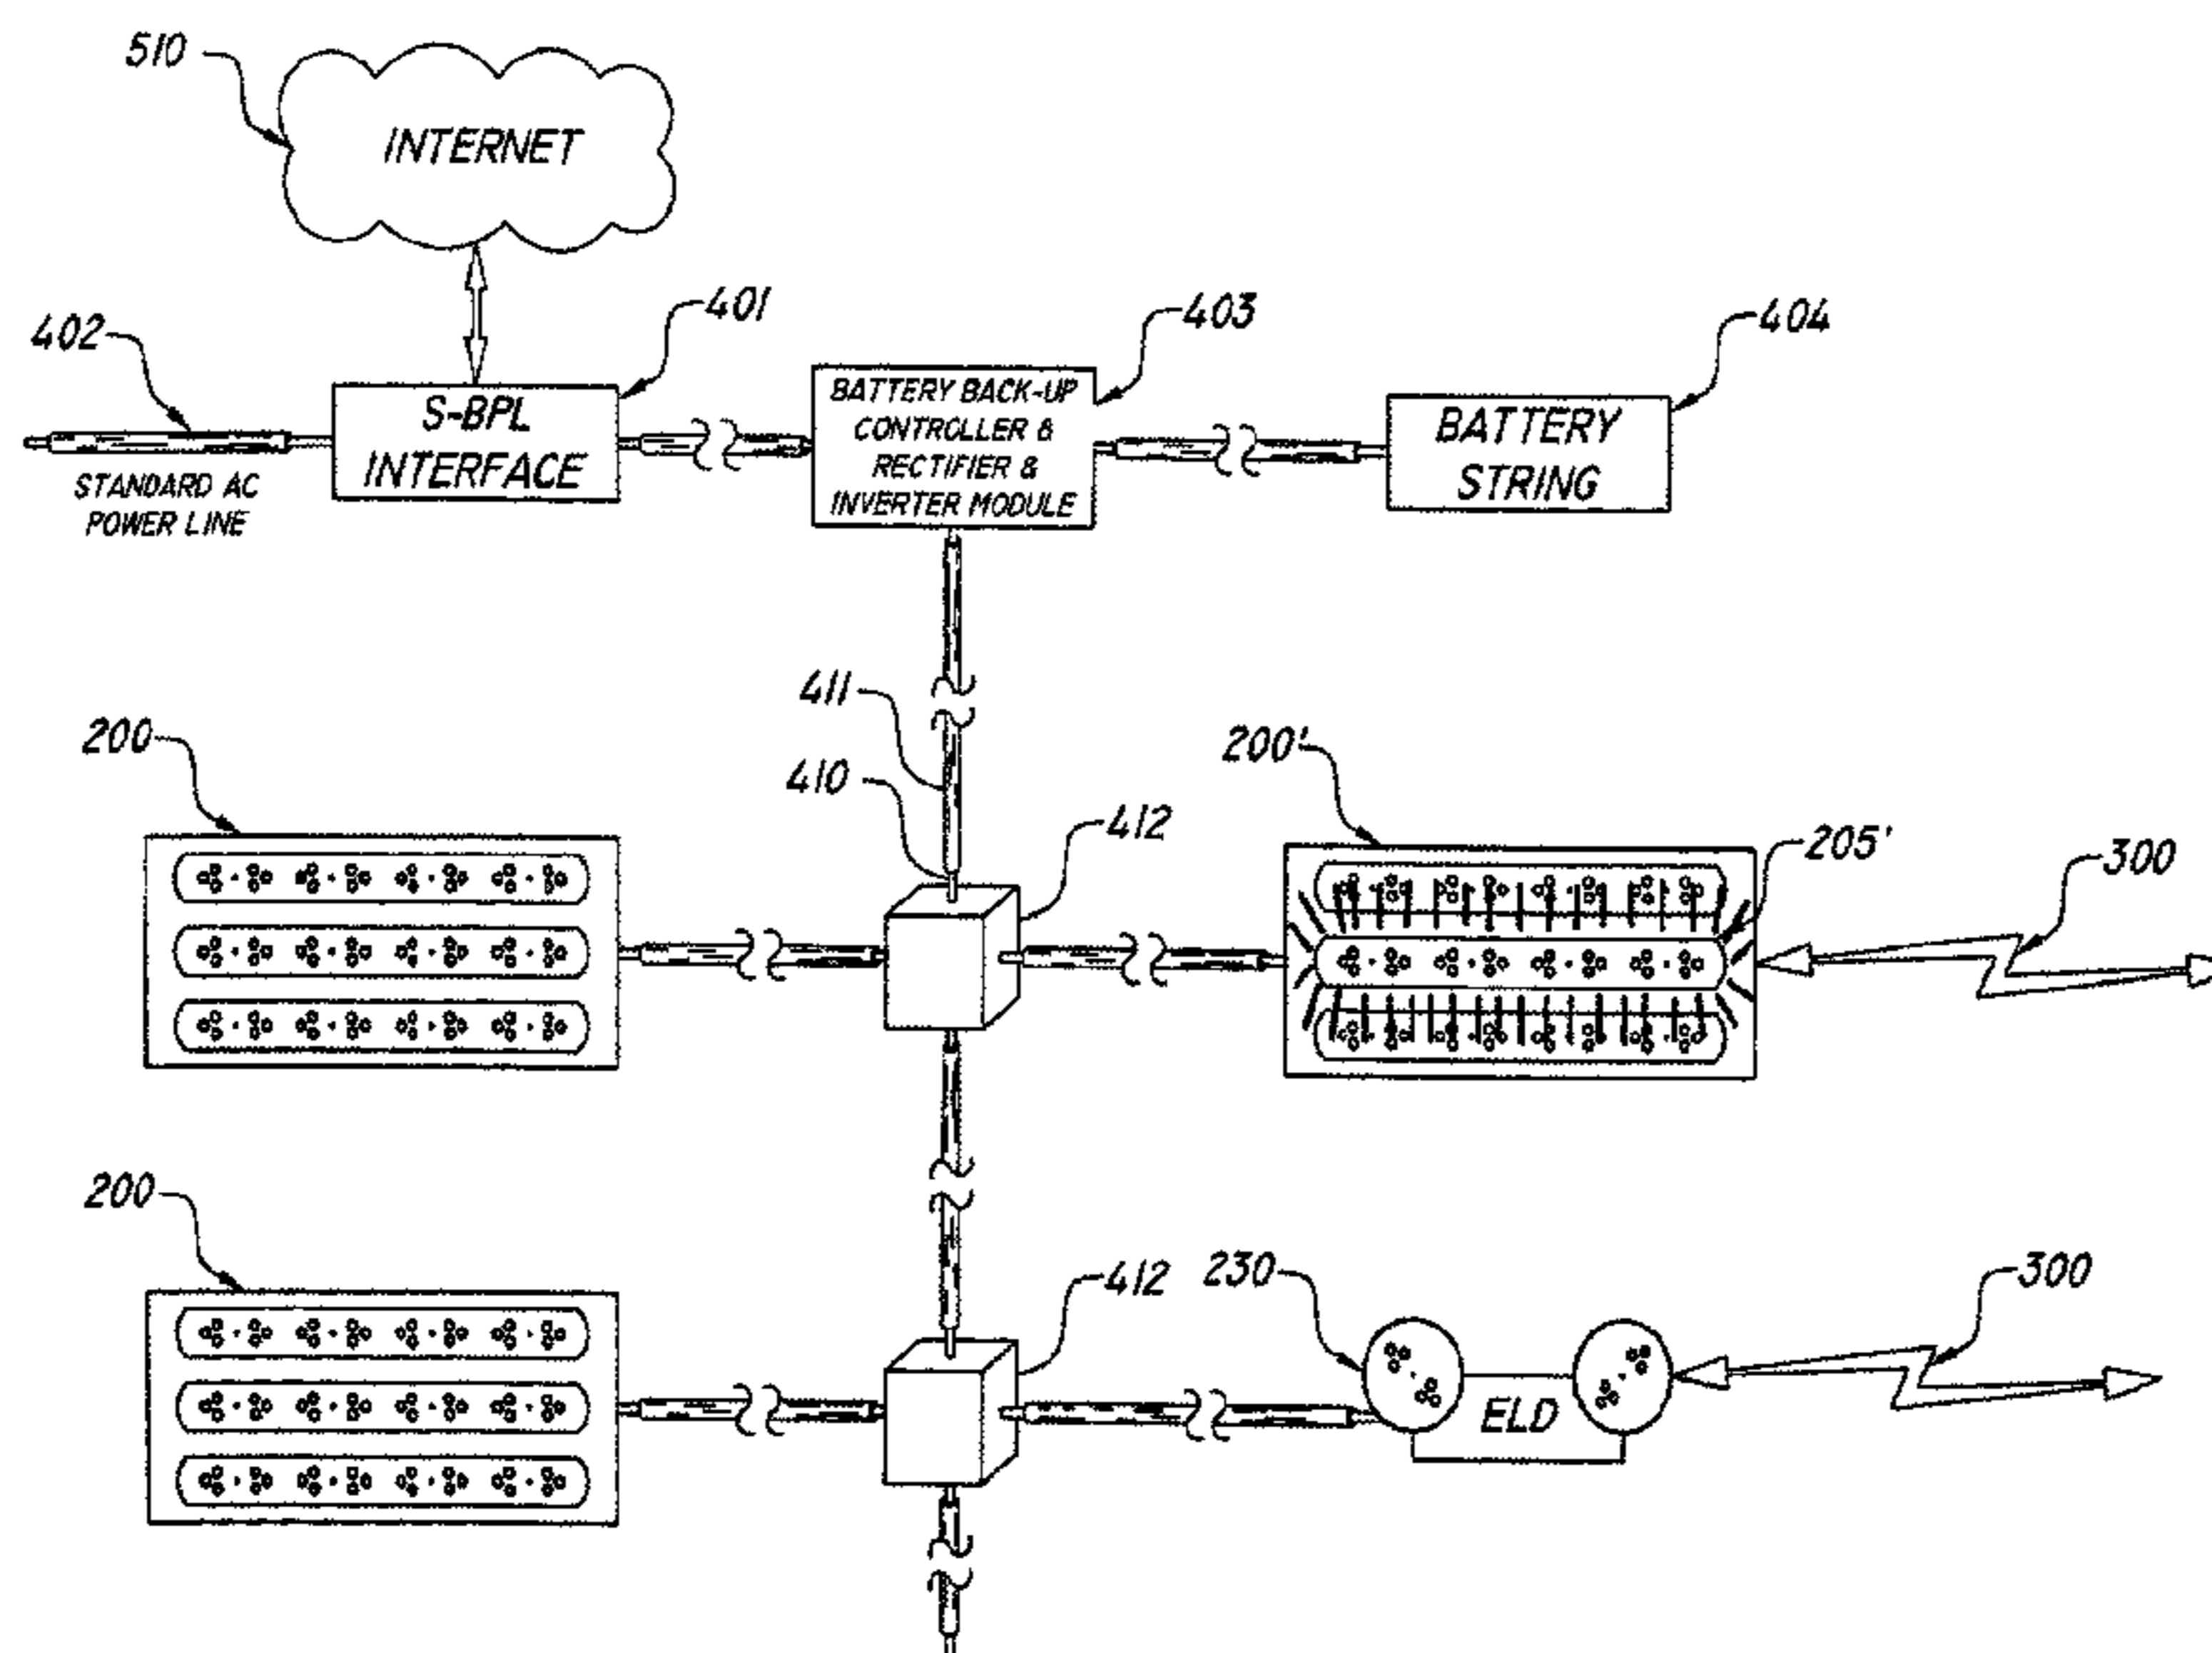 510
INTERNET
402
401
403
404
S-BPL
INTERFACE
BATTERY BACK-UP
CONTROLLER &
RECTIFIER &
INVERTER MODULE
BATTERY
STRING
STANDARD AC
POWER LINE
411
410
412
200
200'
205'
300
200
412
230
300
ELD